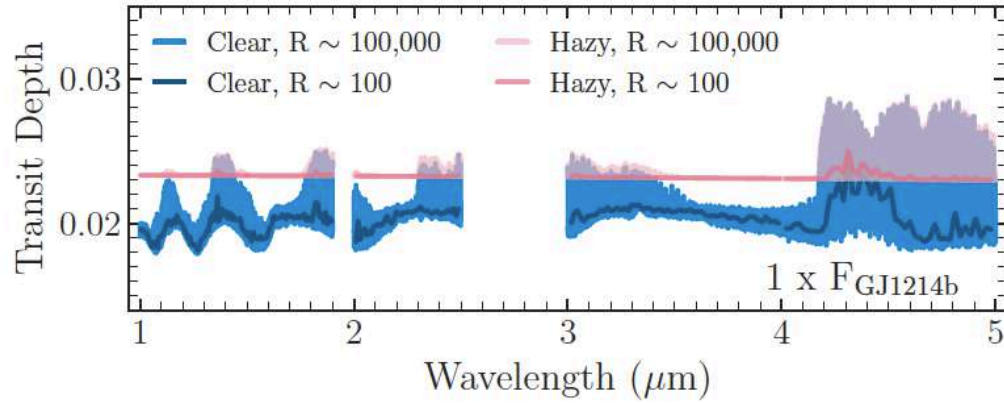 Clear, R ∼ 100,000
Hazy, R ∼ 100,000
Clear, R ∼ 100
Hazy, R ∼ 100
0.03
0.02
Transit Depth
1 x F_GJ1214b
1 2 3 4 5
Wavelength (μm)